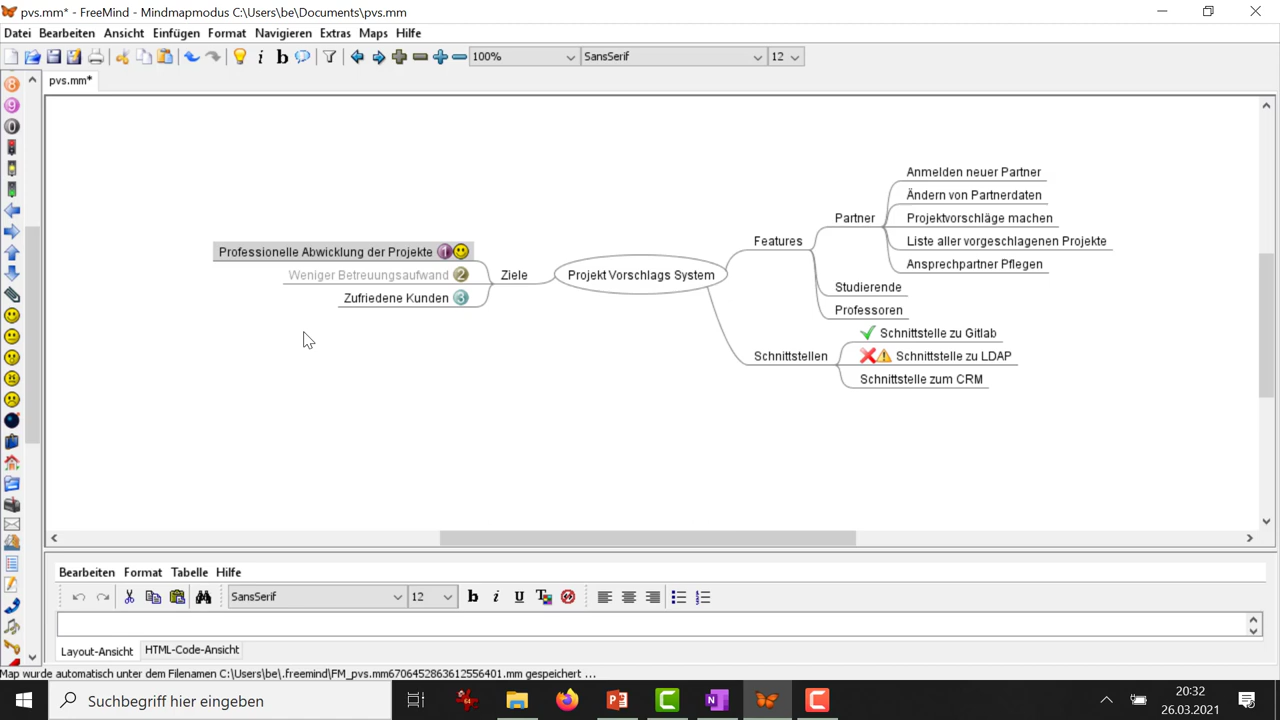 pvs.mm* - FreeMind - Mindmapmodus C:\Users\be\Documents\pvs.mm
Datei Bearbeiten Ansicht Einfügen Format Navigieren Extras Maps Hilfe
100% SansSerif 12
pvs.mm*
Anmelden neuer Partner
Ändern von Partnerdaten
Partner
Projektvorschläge machen
Features
Liste aller vorgeschlagenen Projekte
Ansprechpartner Pflegen
Professionelle Abwicklung der Projekte 1
Weniger Betreuungsaufwand 2
Ziele
Projekt Vorschlags System
Zufriedene Kunden 3
Studierende
Professoren
Schnittstelle zu Gitlab
Schnittstellen
Schnittstelle zu LDAP
Schnittstelle zum CRM
Bearbeiten Format Tabelle Hilfe
SansSerif 12
Layout-Ansicht HTML-Code-Ansicht
Map wurde automatisch unter dem Filenamen C:\Users\be\.freemind\FM_pvs.mm6706452863612556401.mm gespeichert ...
Suchbegriff hier eingeben
20:32
26.03.2021